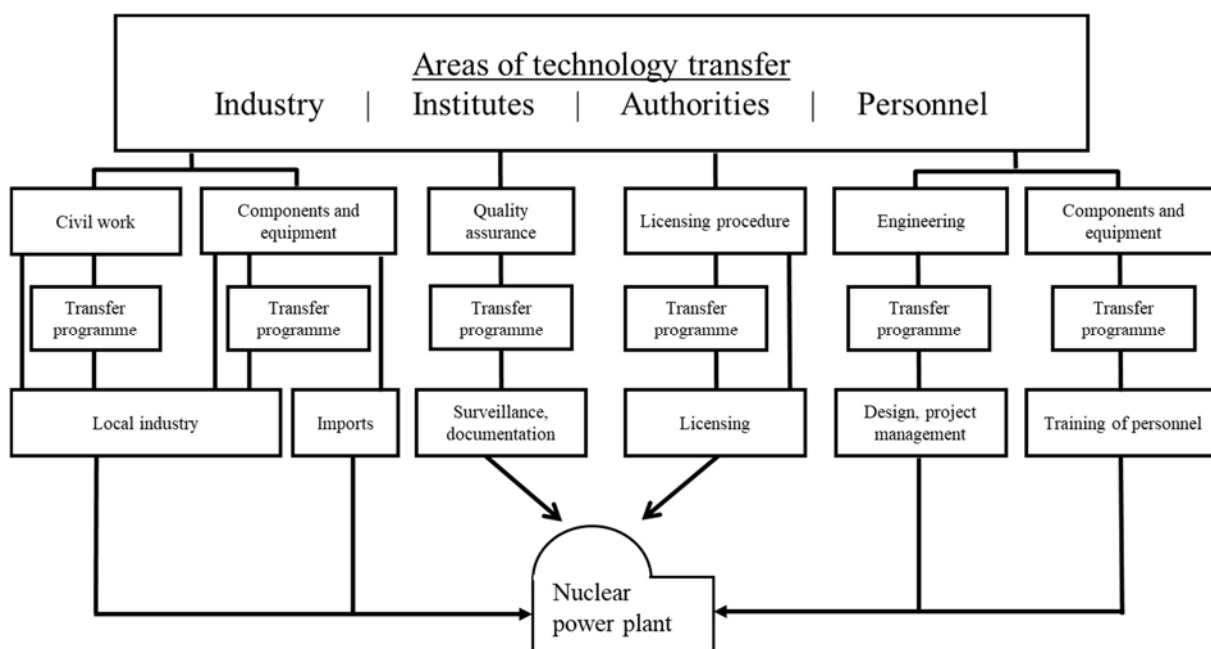 Areas of technology transfer
Industry | Institutes | Authorities | Personnel
Civil work
Components and
equipment
Quality
assurance
Licensing procedure
Engineering
Components and
equipment
Transfer
programme
Transfer
programme
Transfer
programme
Transfer
programme
Transfer
programme
Transfer
programme
Local industry
Imports
Surveillance,
documentation
Licensing
Design, project
management
Training of personnel
Nuclear
power plant